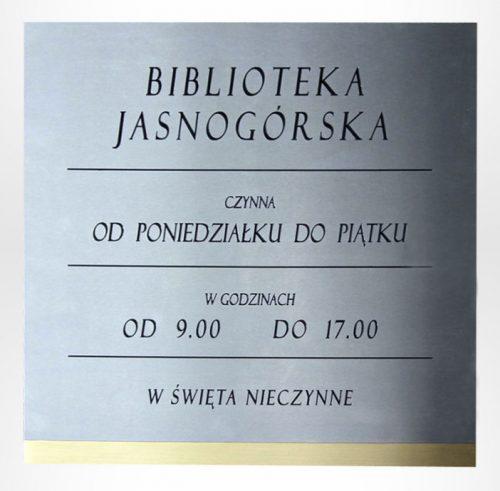 BIBLIOTEKA
JASNOGÓRSKA
CZYNNA
OD PONIEDZIAŁKU DO PIĄTKU
W GODZINACH
OD 9.00 DO 17.00
W ŚWIĘTA NIECZYNNE